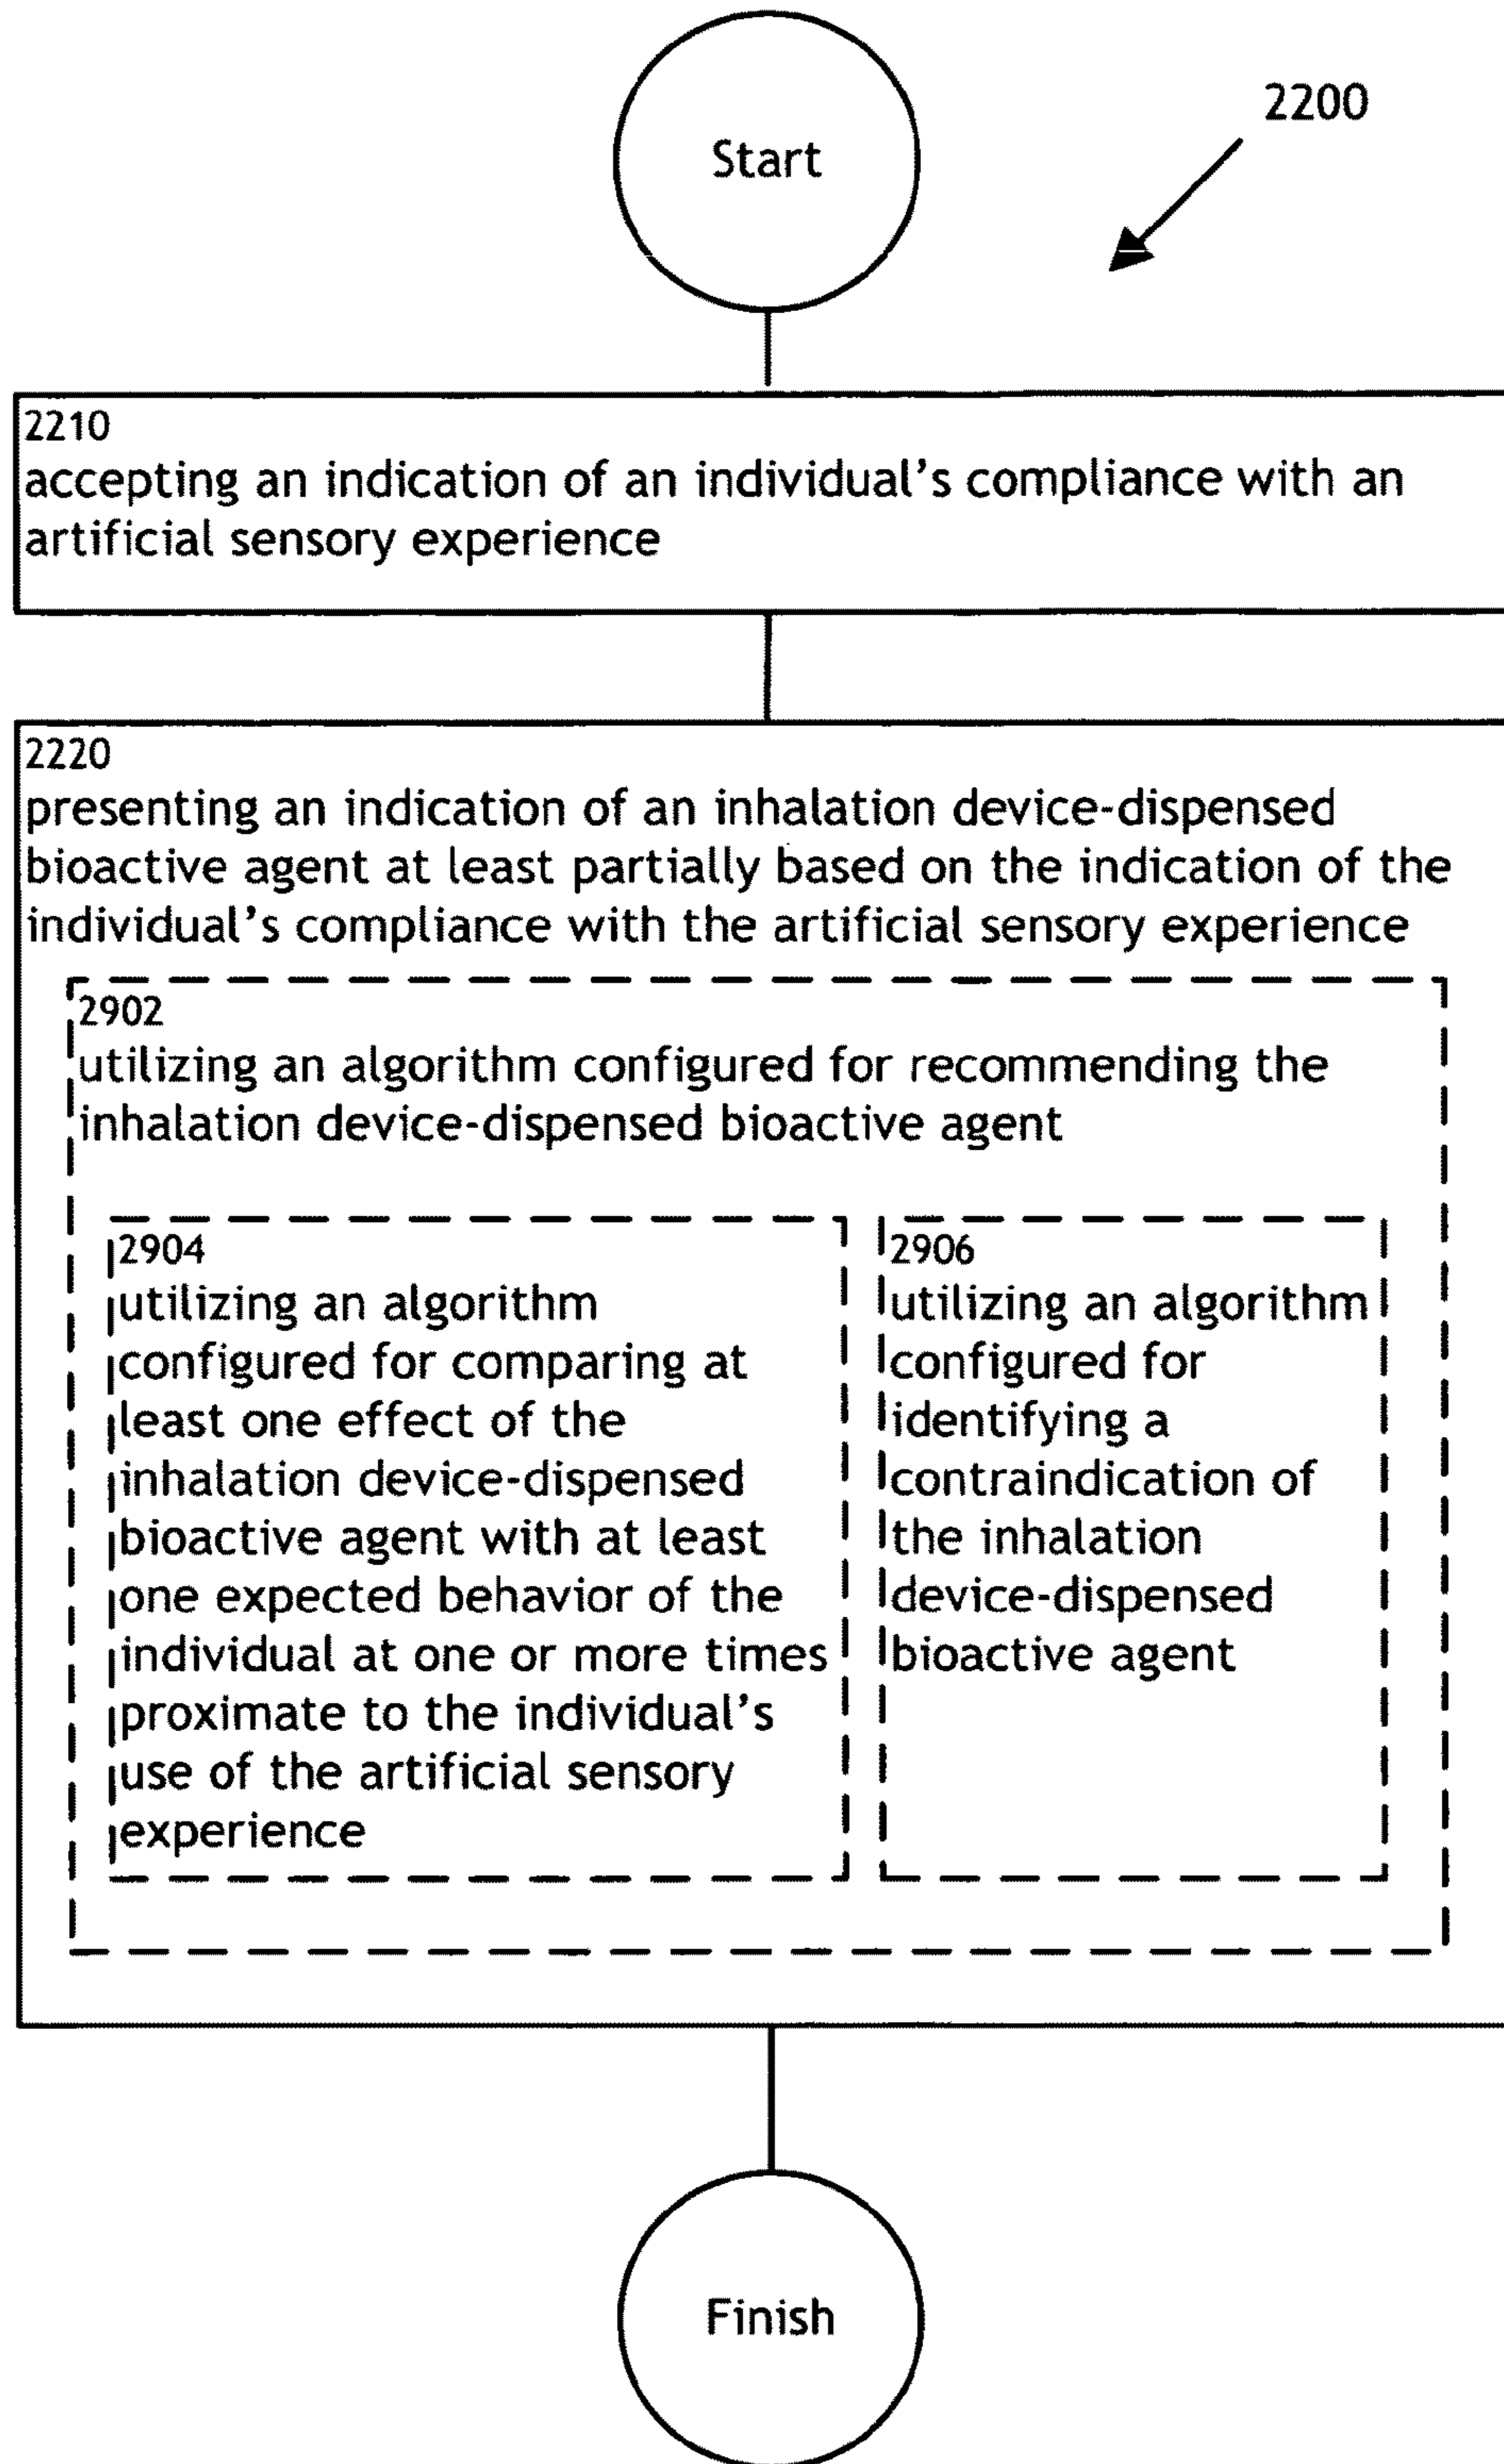 Start
2200
2210
accepting an indication of an individual's compliance with an
artificial sensory experience
2220
presenting an indication of an inhalation device-dispensed
bioactive agent at least partially based on the indication of the
individual's compliance with the artificial sensory experience
2902
utilizing an algorithm configured for recommending the
inhalation device-dispensed bioactive agent
2904
utilizing an algorithm
configured for comparing at
least one effect of the
inhalation device-dispensed
bioactive agent with at least
one expected behavior of the
individual at one or more times
proximate to the individual's
use of the artificial sensory
experience
2906
utilizing an algorithm
configured for
identifying a
contraindication of
the inhalation
device-dispensed
bioactive agent
Finish